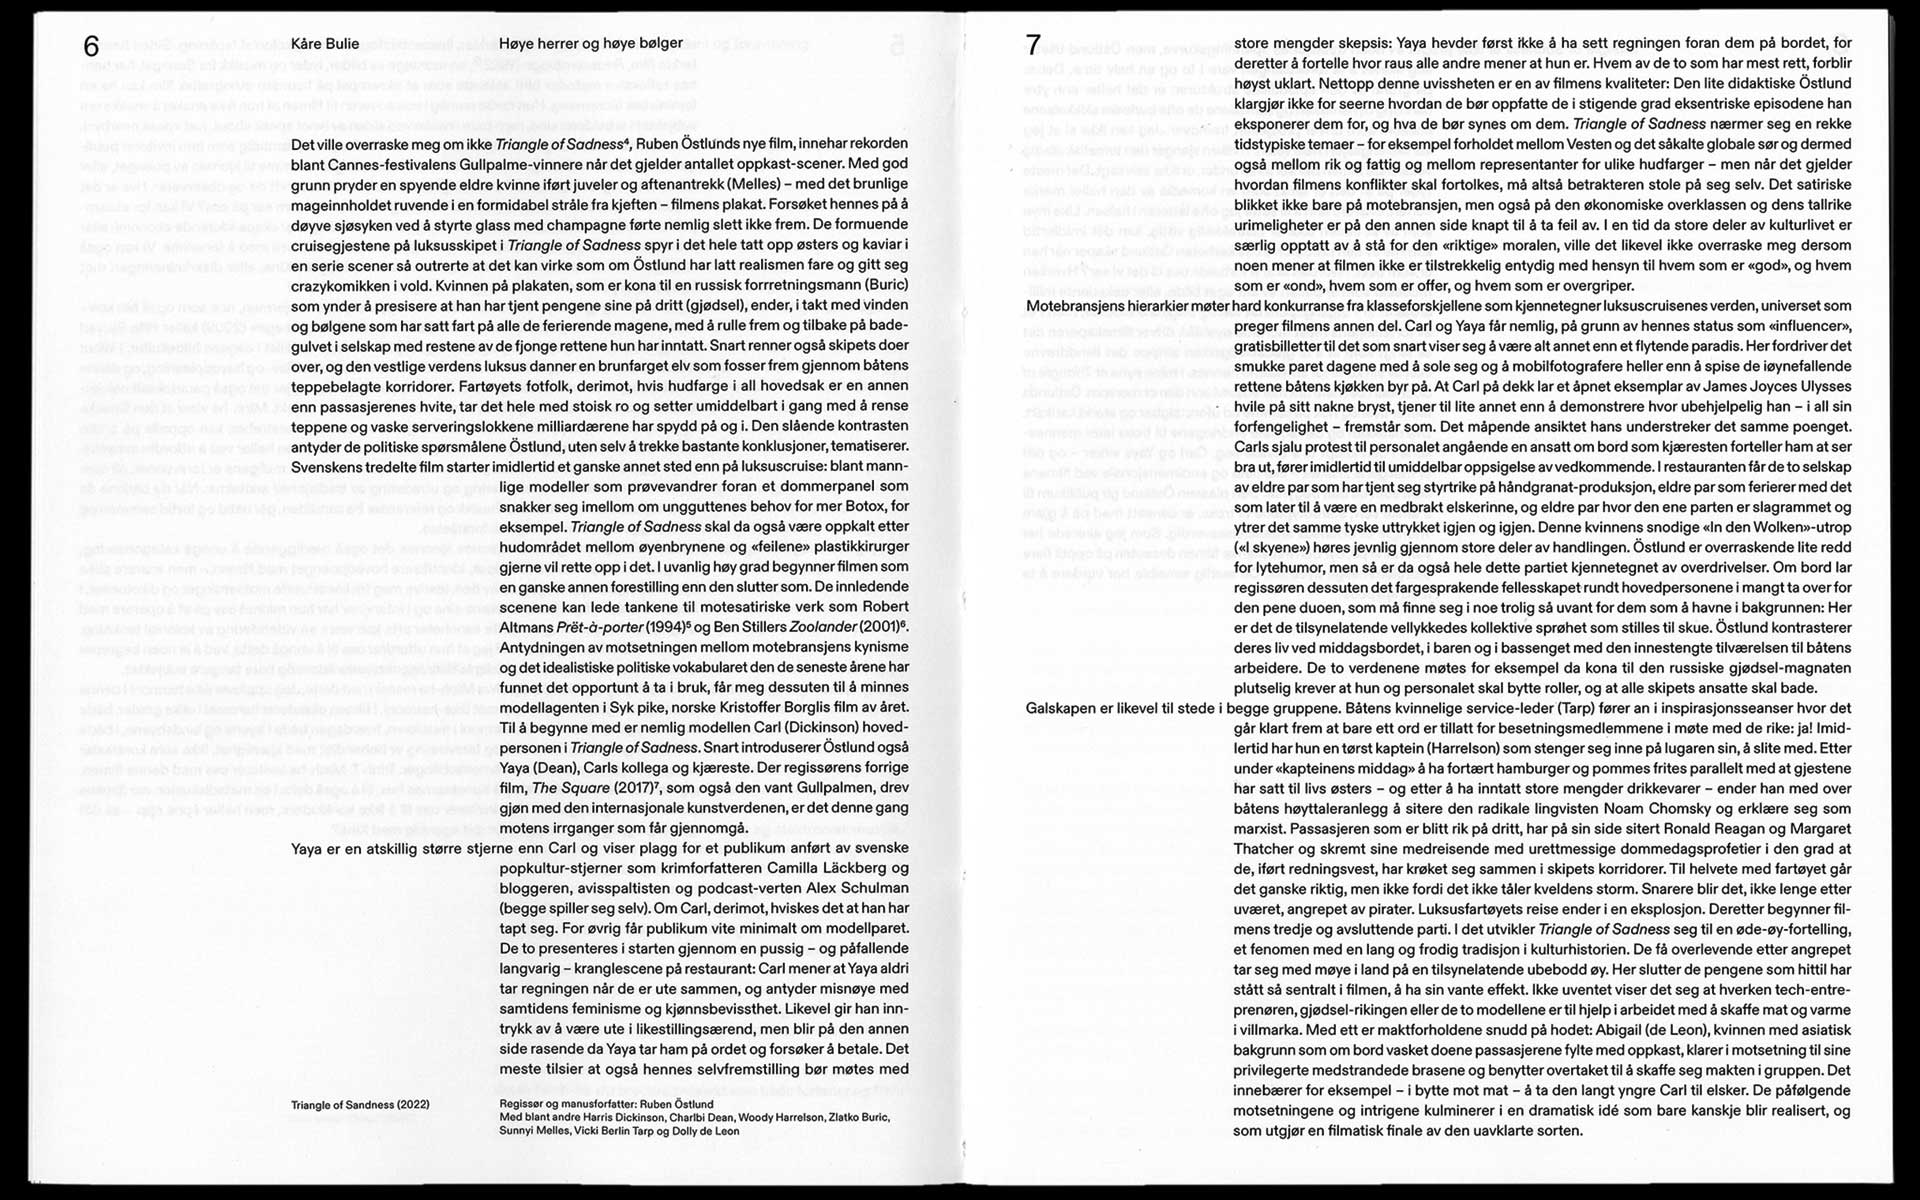 6
Kåre Bulie
Høye herrer og høye bølger
Det ville overraske meg om ikke Triangle of Sadness⁴, Ruben Östlunds nye film, innehar rekorden
blant Cannes-festivalens Gullpalme-vinnere når det gjelder antallet oppkast-scener. Med god
grunn pryder en spyende eldre kvinne iført juveler og aftenantrekk (Melles) – med det brunlige
mageinnholdet ruvende i en formidabel stråle fra kjeften – filmens plakat. Forsøket hennes på å
døyve sjøsyken ved å styrte glass med champagne førte nemlig slett ikke frem. De formuende
cruisegjestene på luksusskipet i Triangle of Sadness spyr i det hele tatt opp østers og kaviar i
en serie scener så outrerte at det kan virke som om Östlund har latt realismen fare og gitt seg
crazykomikken i vold. Kvinnen på plakaten, som er kona til en russisk forrretningsmann (Buric)
som ynder å presisere at han har tjent pengene sine på dritt (gjødsel), ender, i takt med vinden
og bølgene som har satt fart på alle de ferierende magene, med å rulle frem og tilbake på bade-
gulvet i selskap med restene av de fjonge rettene hun har inntatt. Snart renner også skipets doer
over, og den vestlige verdens luksus danner en brunfarget elv som fosser frem gjennom båtens
teppebelagte korridorer. Fartøyets fotfolk, derimot, hvis hudfarge i all hovedsak er en annen
enn passasjerenes hvite, tar det hele med stoisk ro og setter umiddelbart i gang med å rense
teppene og vaske serveringslokkene milliardærene har spydd på og i. Den slående kontrasten
antyder de politiske spørsmålene Östlund, uten selv å trekke bastante konklusjoner, tematiserer.
Svenskens tredelte film starter imidlertid et ganske annet sted enn på luksuscruise: blant mann-
lige modeller som prøvevandrer foran et dommerpanel som
snakker seg imellom om ungguttenes behov for mer Botox, for
eksempel. Triangle of Sadness skal da også være oppkalt etter
hudområdet mellom øyenbrynene og «feilene» plastikkirurger
gjerne vil rette opp i det. I uvanlig høy grad begynner filmen som
en ganske annen forestilling enn den slutter som. De innledende
scenene kan lede tankene til motesatiriske verk som Robert
Altmans Prët-à-porter (1994)⁵ og Ben Stillers Zoolander (2001)⁶.
Antydningen av motsetningen mellom motebransjens kynisme
og det idealistiske politiske vokabularet den de seneste årene har
funnet det opportunt å ta i bruk, får meg dessuten til å minnes
modellagenten i Syk pike, norske Kristoffer Borglis film av året.
Til å begynne med er nemlig modellen Carl (Dickinson) hoved-
personen i Triangle of Sadness. Snart introduserer Östlund også
Yaya (Dean), Carls kollega og kjæreste. Der regissørens forrige
film, The Square (2017)⁷, som også den vant Gullpalmen, drev
gjøn med den internasjonale kunstverdenen, er det denne gang
motens irrganger som får gjennomgå.
Yaya er en atskillig større stjerne enn Carl og viser plagg for et publikum anført av svenske
popkultur-stjerner som krimforfatteren Camilla Läckberg og
bloggeren, avisspaltisten og podcast-verten Alex Schulman
(begge spiller seg selv). Om Carl, derimot, hviskes det at han har
tapt seg. For øvrig får publikum vite minimalt om modellparet.
De to presenteres i starten gjennom en pussig – og påfallende
langvarig – kranglescene på restaurant: Carl mener at Yaya aldri
tar regningen når de er ute sammen, og antyder misnøye med
samtidens feminisme og kjønnsbevissthet. Likevel gir han inn-
trykk av å være ute i likestillingsærend, men blir på den annen
side rasende da Yaya tar ham på ordet og forsøker å betale. Det
meste tilsier at også hennes selvfremstilling bør møtes med
Triangle of Sandness (2022)
Regissør og manusforfatter: Ruben Östlund
Med blant andre Harris Dickinson, Charlbi Dean, Woody Harrelson, Zlatko Buric,
Sunnyi Melles, Vicki Berlin Tarp og Dolly de Leon
7
store mengder skepsis: Yaya hevder først ikke å ha sett regningen foran dem på bordet, for
deretter å fortelle hvor raus alle andre mener at hun er. Hvem av de to som har mest rett, forblir
høyst uklart. Nettopp denne uvissheten er en av filmens kvaliteter: Den lite didaktiske Östlund
klargjør ikke for seerne hvordan de bør oppfatte de i stigende grad eksentriske episodene han
eksponerer dem for, og hva de bør synes om dem. Triangle of Sadness nærmer seg en rekke
tidstypiske temaer – for eksempel forholdet mellom Vesten og det såkalte globale sør og dermed
også mellom rik og fattig og mellom representanter for ulike hudfarger – men når det gjelder
hvordan filmens konflikter skal fortolkes, må altså betrakteren stole på seg selv. Det satiriske
blikket ikke bare på motebransjen, men også på den økonomiske overklassen og dens tallrike
urimeligheter er på den annen side knapt til å ta feil av. I en tid da store deler av kulturlivet er
særlig opptatt av å stå for den «riktige» moralen, ville det likevel ikke overraske meg dersom
noen mener at filmen ikke er tilstrekkelig entydig med hensyn til hvem som er «god», og hvem
som er «ond», hvem som er offer, og hvem som er overgriper.
Motebransjens hierarkier møter hard konkurranse fra klasseforskjellene som kjennetegner luksuscruisenes verden, universet som
preger filmens annen del. Carl og Yaya får nemlig, på grunn av hennes status som «influencer»,
gratisbilletter til det som snart viser seg å være alt annet enn et flytende paradis. Her fordriver det
smukke paret dagene med å sole seg og å mobilfotografere heller enn å spise de iøynefallende
rettene båtens kjøkken byr på. At Carl på dekk lar et åpnet eksemplar av James Joyces Ulysses
hvile på sitt nakne bryst, tjener til lite annet enn å demonstrere hvor ubehjelpelig han – i all sin
forfengelighet – fremstår som. Det måpende ansiktet hans understreker det samme poenget.
Carls sjalu protest til personalet angående en ansatt om bord som kjæresten forteller ham at ser
bra ut, fører imidlertid til umiddelbar oppsigelse av vedkommende. I restauranten får de to selskap
av eldre par som har tjent seg styrtrike på håndgranat-produksjon, eldre par som ferierer med det
som later til å være en medbrakt elskerinne, og eldre par hvor den ene parten er slagrammet og
ytrer det samme tyske uttrykket igjen og igjen. Denne kvinnens snodige «In den Wolken»-utrop
(«I skyene») høres jevnlig gjennom store deler av handlingen. Östlund er overraskende lite redd
for lytehumor, men så er da også hele dette partiet kjennetegnet av overdrivelser. Om bord lar
regissøren dessuten det fargesprakende fellesskapet rundt hovedpersonene i mangt ta over for
den pene duoen, som må finne seg i noe trolig så uvant for dem som å havne i bakgrunnen: Her
er det de tilsynelatende vellykkedes kollektive sprøhet som stilles til skue. Östlund kontrasterer
deres liv ved middagsbordet, i baren og i bassenget med den innestengte tilværelsen til båtens
arbeidere. De to verdenene møtes for eksempel da kona til den russiske gjødsel-magnaten
plutselig krever at hun og personalet skal bytte roller, og at alle skipets ansatte skal bade.
Galskapen er likevel til stede i begge gruppene. Båtens kvinnelige service-leder (Tarp) fører an i inspirasjonsseanser hvor det
går klart frem at bare ett ord er tillatt for besetningsmedlemmene i møte med de rike: ja! Imid-
lertid har hun en tørst kaptein (Harrelson) som stenger seg inne på lugaren sin, å slite med. Etter
under «kapteinens middag» å ha fortært hamburger og pommes frites parallelt med at gjestene
har satt til livs østers – og etter å ha inntatt store mengder drikkevarer – ender han med over
båtens høyttaleranlegg å sitere den radikale lingvisten Noam Chomsky og erklære seg som
marxist. Passasjeren som er blitt rik på dritt, har på sin side sitert Ronald Reagan og Margaret
Thatcher og skremt sine medreisende med urettmessige dommedagsprofetier i den grad at
de, iført redningsvest, har krøket seg sammen i skipets korridorer. Til helvete med fartøyet går
det ganske riktig, men ikke fordi det ikke tåler kveldens storm. Snarere blir det, ikke lenge etter
uværet, angrepet av pirater. Luksusfartøyets reise ender i en eksplosjon. Deretter begynner fil-
mens tredje og avsluttende parti. I det utvikler Triangle of Sadness seg til en øde-øy-fortelling,
et fenomen med en lang og frodig tradisjon i kulturhistorien. De få overlevende etter angrepet
tar seg med møye i land på en tilsynelatende ubebodd øy. Her slutter de pengene som hittil har
stått så sentralt i filmen, å ha sin vante effekt. Ikke uventet viser det seg at hverken tech-entre-
prenøren, gjødsel-rikingen eller de to modellene er til hjelp i arbeidet med å skaffe mat og varme
i villmarka. Med ett er maktforholdene snudd på hodet: Abigail (de Leon), kvinnen med asiatisk
bakgrunn som om bord vasket doene passasjerene fylte med oppkast, klarer i motsetning til sine
privilegerte medstrandede brasene og benytter overtaket til å skaffe seg makten i gruppen. Det
innebærer for eksempel – i bytte mot mat – å ta den langt yngre Carl til elsker. De påfølgende
motsetningene og intrigene kulminerer i en dramatisk idé som bare kanskje blir realisert, og
som utgjør en filmatisk finale av den uavklarte sorten.